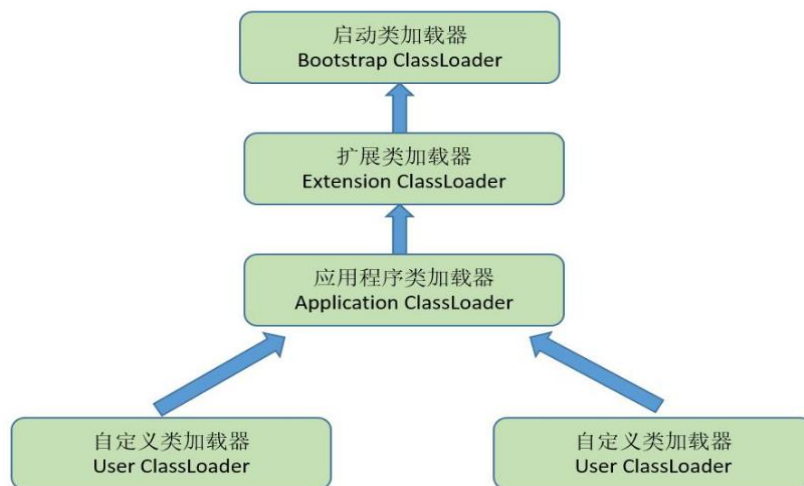 启动类加载器
Bootstrap ClassLoader
扩展类加载器
Extension ClassLoader
应用程序类加载器
Application ClassLoader
自定义类加载器
User ClassLoader
自定义类加载器
User ClassLoader